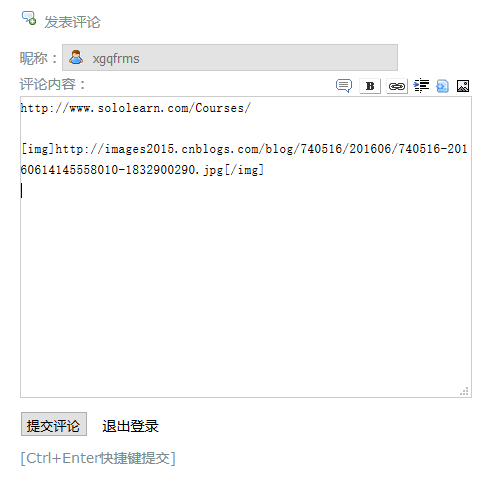 发表评论
昵称： xgqfrms
评论内容： B
http://www.sololearn.com/Courses/
[img]http://images2015.cnblogs.com/blog/740516/201606/740516-201
60614145558010-1832900290.jpg[/img]
提交评论 退出登录
[Ctrl+Enter快捷键提交]